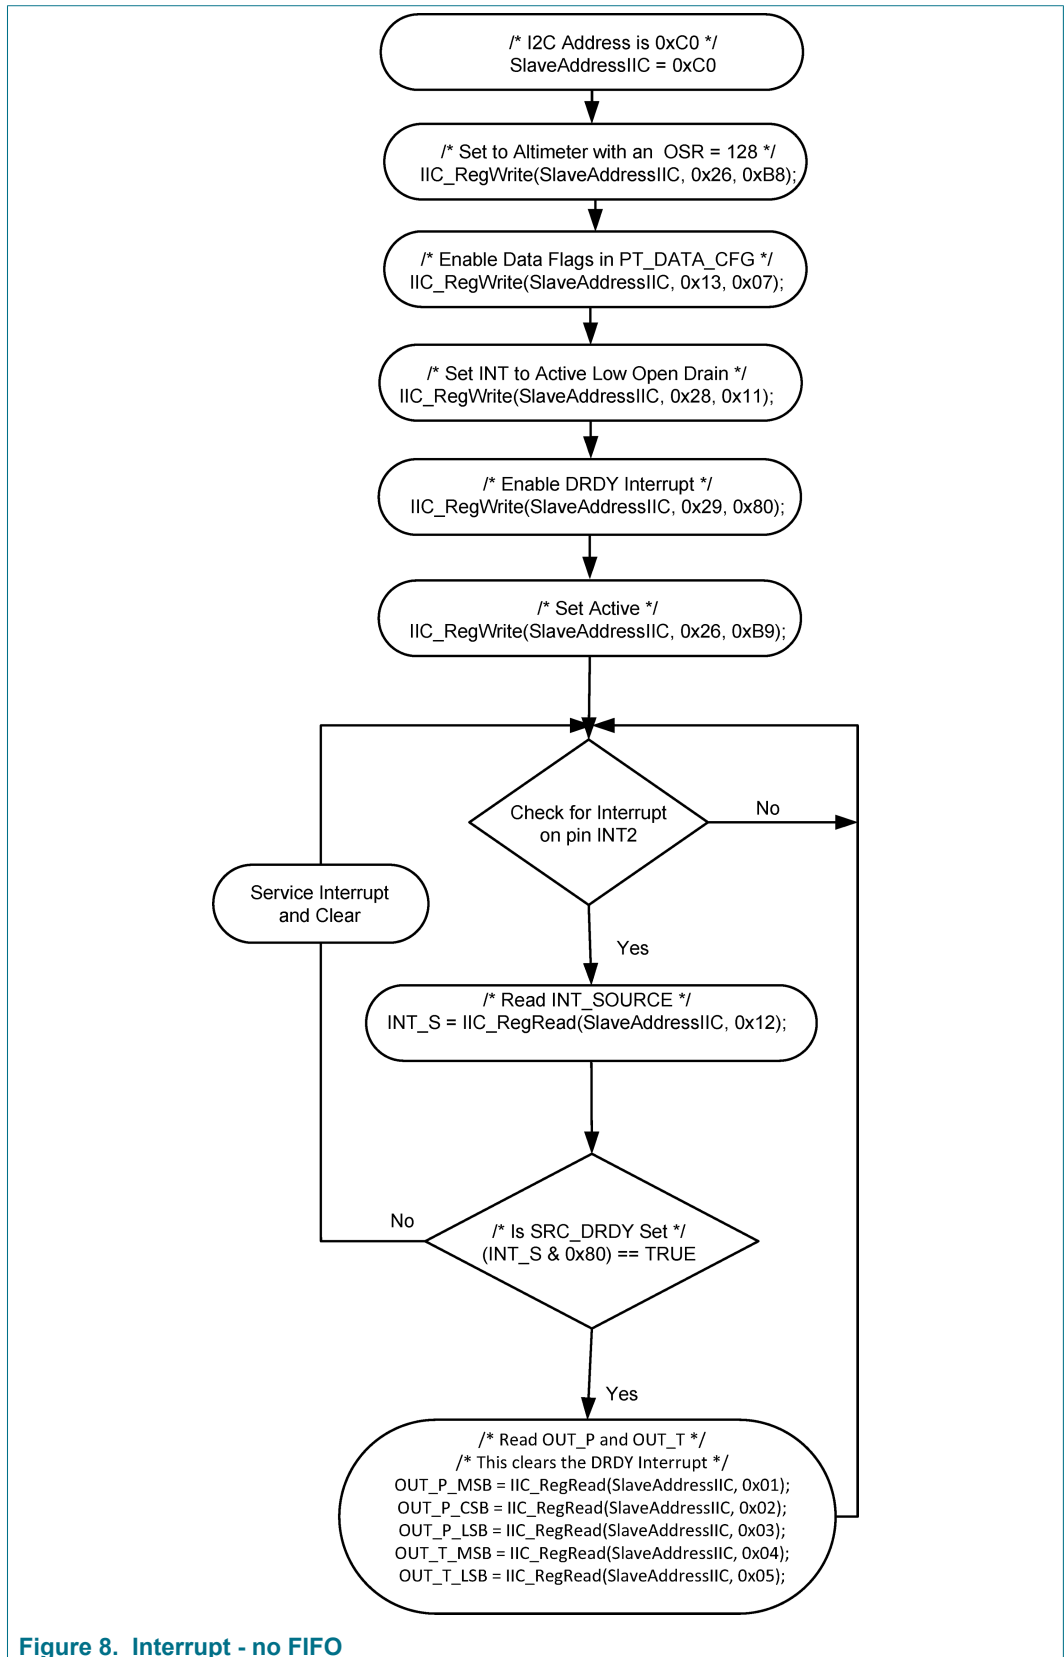 /* I2C Address is 0xC0 */
SlaveAddressIIC = 0xC0
/* Set to Altimeter with an  OSR = 128 */
IIC_RegWrite(SlaveAddressIIC, 0x26, 0xB8);
/* Enable Data Flags in PT_DATA_CFG */
IIC_RegWrite(SlaveAddressIIC, 0x13, 0x07);
/* Set INT to Active Low Open Drain */
IIC_RegWrite(SlaveAddressIIC, 0x28, 0x11);
/* Enable DRDY Interrupt */
IIC_RegWrite(SlaveAddressIIC, 0x29, 0x80);
/* Set Active */
IIC_RegWrite(SlaveAddressIIC, 0x26, 0xB9);
Check for Interrupt
on pin INT2
No
Service Interrupt
and Clear
Yes
/* Read INT_SOURCE */
INT_S = IIC_RegRead(SlaveAddressIIC, 0x12);
No
/* Is SRC_DRDY Set */
(INT_S & 0x80) == TRUE
Yes
/* Read OUT_P and OUT_T */
/* This clears the DRDY Interrupt */
OUT_P_MSB = IIC_RegRead(SlaveAddressIIC, 0x01);
OUT_P_CSB = IIC_RegRead(SlaveAddressIIC, 0x02);
OUT_P_LSB = IIC_RegRead(SlaveAddressIIC, 0x03);
OUT_T_MSB = IIC_RegRead(SlaveAddressIIC, 0x04);
OUT_T_LSB = IIC_RegRead(SlaveAddressIIC, 0x05);
Figure 8. Interrupt - no FIFO